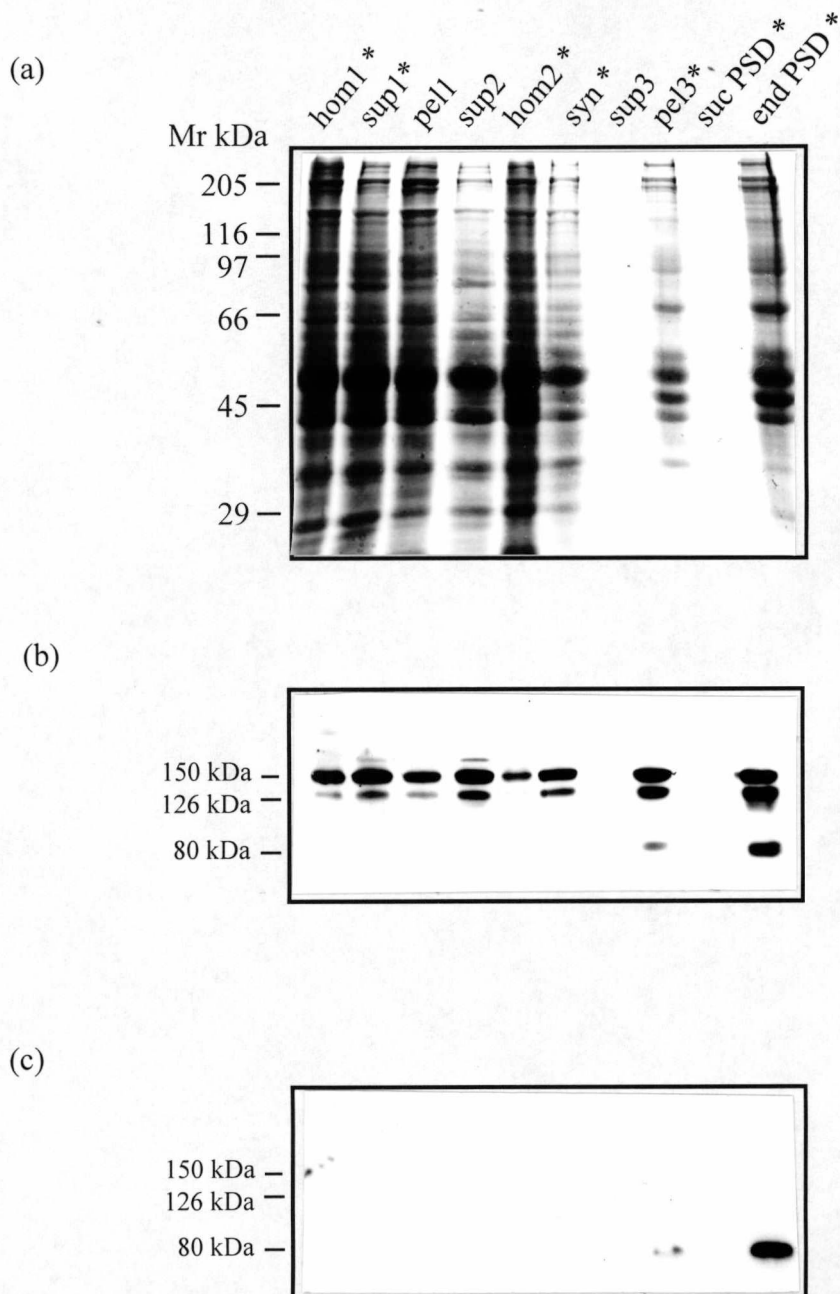 (a)
hom1 * sup1 * pel1 sup2 hom2 * syn * sup3 pel3 * suc PSD * end PSD *
Mr kDa
205
116
97
66
45
29
(b)
150 kDa
126 kDa
80 kDa
(c)
150 kDa
126 kDa
80 kDa